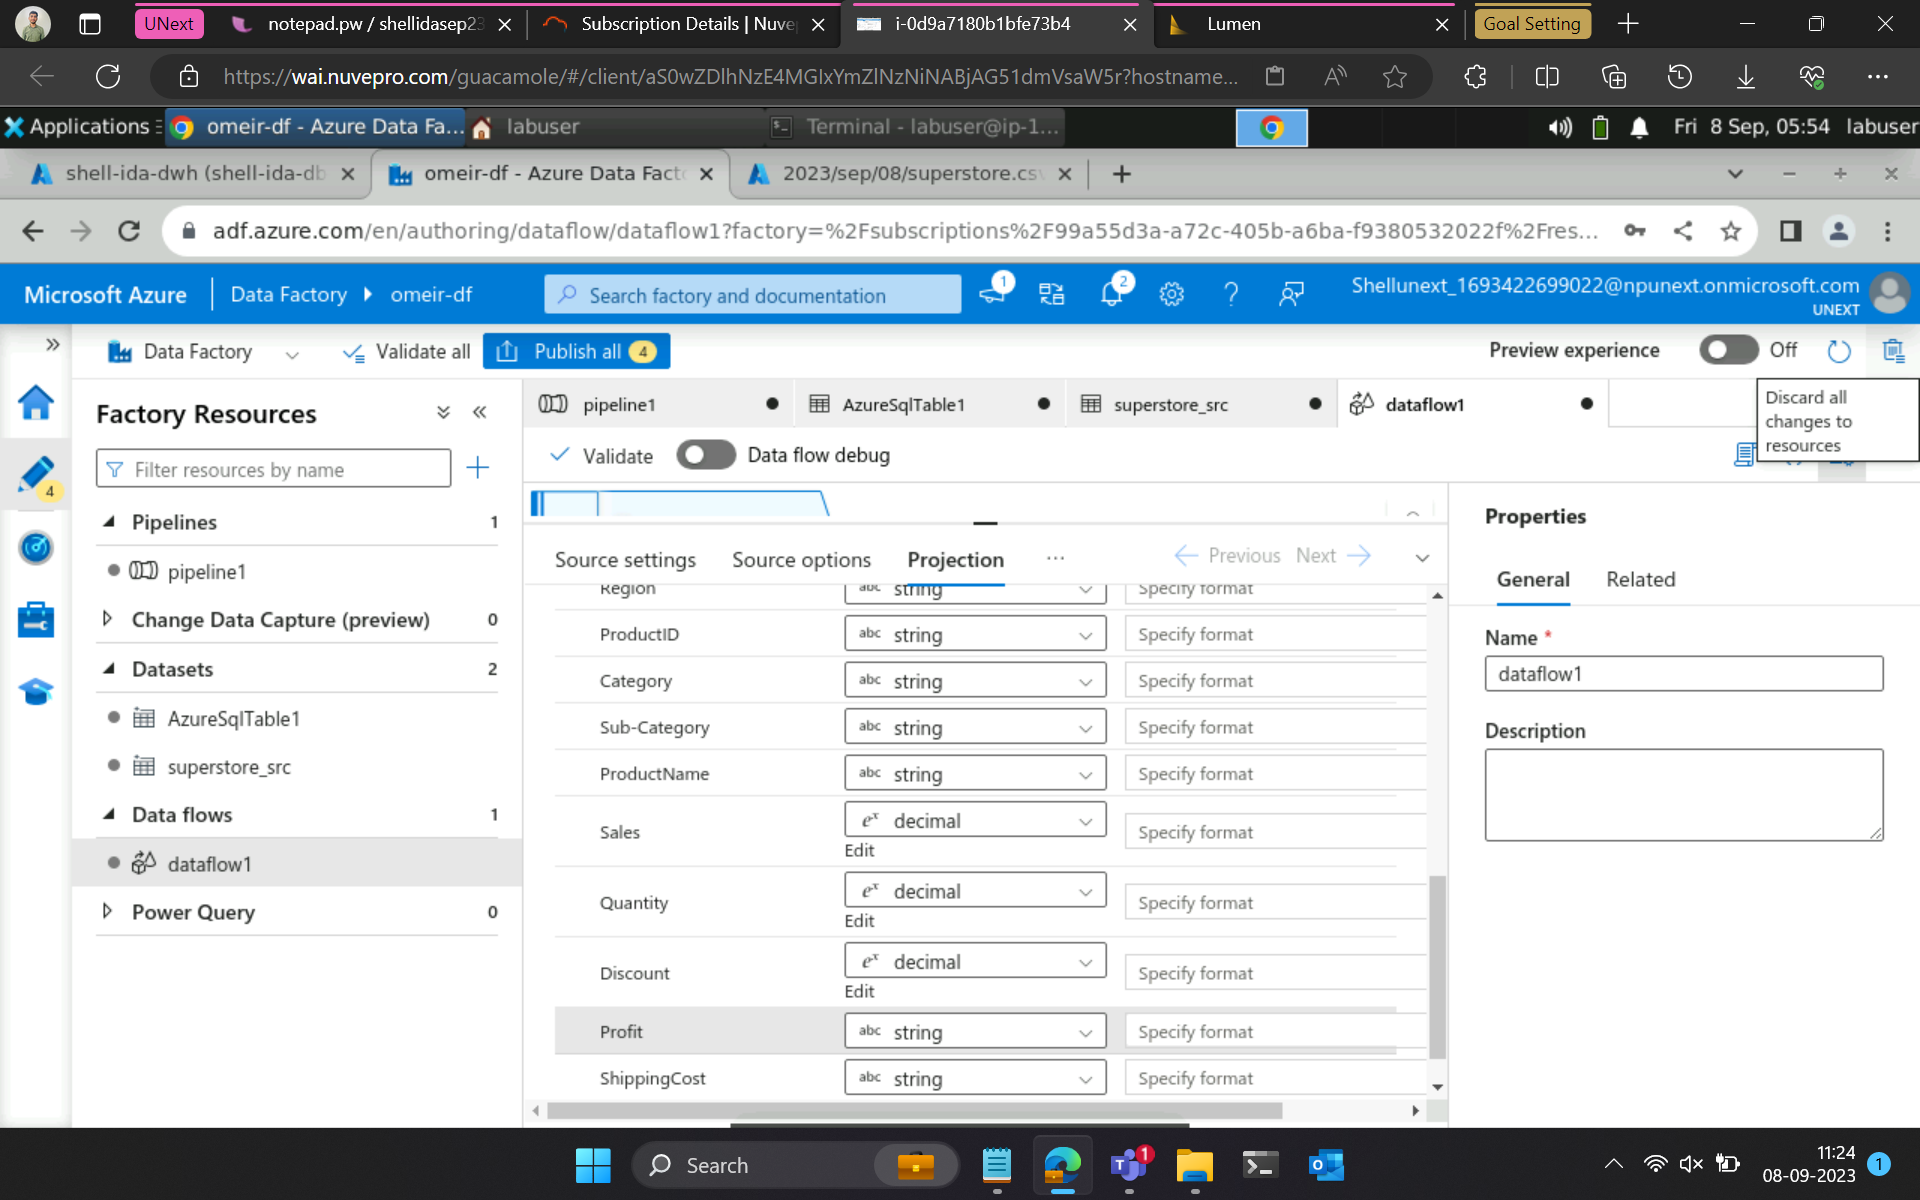 UNext
notepad.pw / shellidasep23
Subscription Details | Nuve
i-0d9a7180b1bfe73b4
Lumen
Goal Setting
https://wai.nuvepro.com/guacamole/#/client/aS0wZDlhNzE4MGIxYmZlNzNiNABjAG51dmVsaW5r?hostname...
Applications
omeir-df - Azure Data Fa...
labuser
Terminal - labuser@ip-1...
Fri 8 Sep, 05:54
labuser
shell-ida-dwh (shell-ida-db
omeir-df - Azure Data Fact
2023/sep/08/superstore.csv
adf.azure.com/en/authoring/dataflow/dataflow1?factory=%2Fsubscriptions%2F99a55d3a-a72c-405b-a6ba-f9380532022f%2Fres...
Microsoft Azure
Data Factory
omeir-df
Search factory and documentation
1
2
Shellunext_1693422699022@npunext.onmicrosoft.com
UNEXT
Data Factory
Validate all
Publish all 4
Preview experience
Off
Discard all
changes to
resources
Factory Resources
pipeline1
AzureSqlTable1
superstore_src
dataflow1
Validate
Data flow debug
Filter resources by name
4
Pipelines 1
pipeline1
Change Data Capture (preview) 0
Datasets 2
AzureSqlTable1
superstore_src
Data flows 1
dataflow1
Power Query 0
Source settings
Source options
Projection
...
Previous
Next
Region abc string Specify format
ProductID abc string Specify format
Category abc string Specify format
Sub-Category abc string Specify format
ProductName abc string Specify format
Sales eˣ decimal Specify format
Edit
Quantity eˣ decimal Specify format
Edit
Discount eˣ decimal Specify format
Edit
Profit abc string Specify format
ShippingCost abc string Specify format
Properties
General
Related
Name *
dataflow1
Description
Search
1
11:24
08-09-2023
1